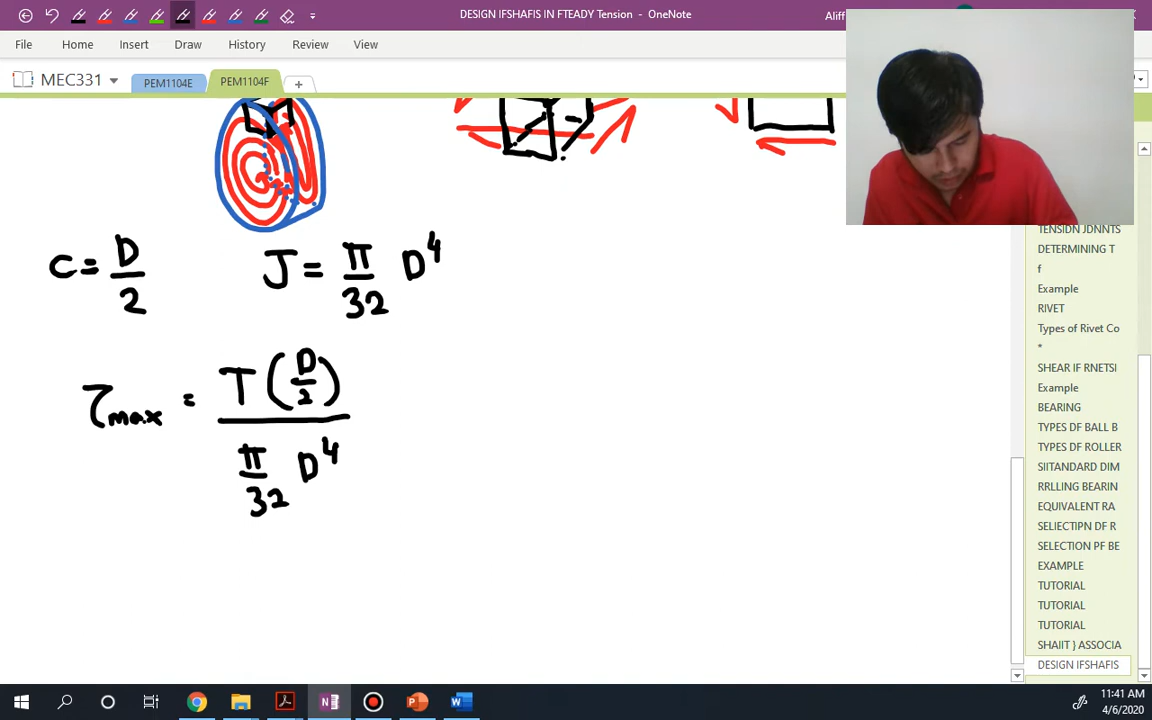 DESIGN IFSHAFIS IN FTEADY Tension - OneNote
Aliff
File Home Insert Draw History Review View
MEC331 PEM1104E PEM1104F
c = D/2 J = π/32 D⁴
τmax = T(D/2) / π/32 D⁴
TENSIDN JDNNTS
DETERMINING T
f
Example
RIVET
Types of Rivet Co
*
SHEAR IF RNETSI
Example
BEARING
TYPES DF BALL B
TYPES DF ROLLER
SIITANDARD DIM
RRLLING BEARIN
EQUIVALENT RA
SELIECTIPN DF R
SELECTION PF BE
EXAMPLE
TUTORIAL
TUTORIAL
TUTORIAL
SHAIIT } ASSOCIA
DESIGN IFSHAFIS
11:41 AM
4/6/2020